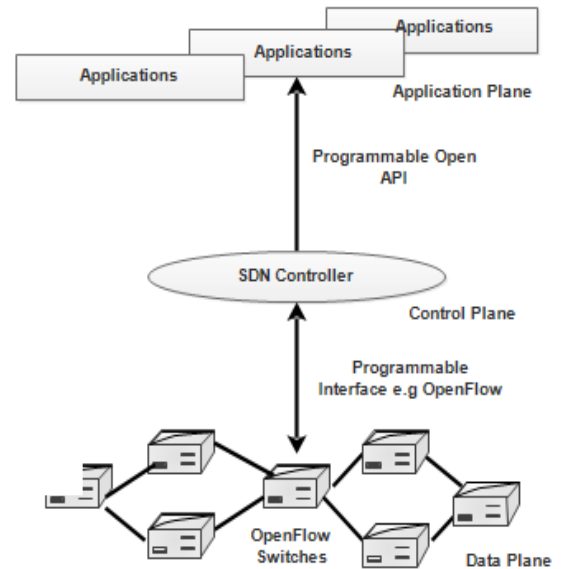 Applications
Applications
Applications
Application Plane
Programmable Open
API
SDN Controller
Control Plane
Programmable
Interface e.g OpenFlow
OpenFlow
Switches
Data Plane